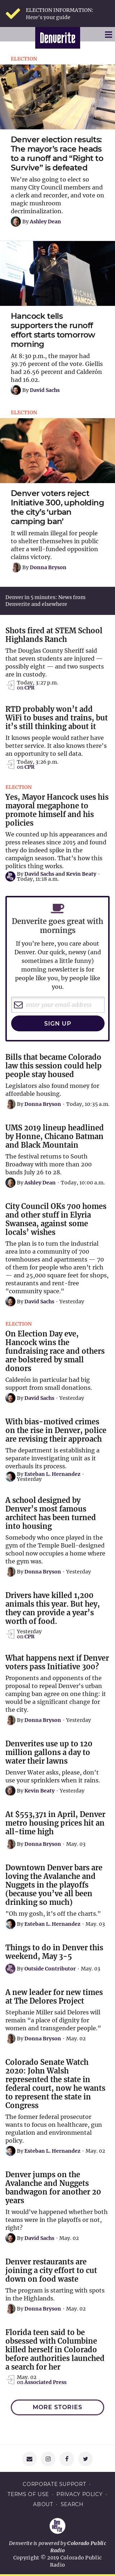 ELECTION INFORMATION:
Here's your guide
Denverite
ELECTION
Denver election results:
The mayor's race heads
to a runoff and "Right to
Survive" is defeated
We're also going to elect so
many City Council members and
a clerk and recorder, and vote on
magic mushroom
decriminalization.
By Ashley Dean
Hancock tells
supporters the runoff
effort starts tomorrow
morning
At 8:30 p.m., the mayor had
39.76 percent of the vote. Giellis
had 26.56 percent and Calderón
had 16.02.
By David Sachs
ELECTION
Denver voters reject
Initiative 300, upholding
the city's 'urban
camping ban'
It will remain illegal for people
to shelter themselves in public
after a well-funded opposition
claims victory.
By Donna Bryson
Denver in 5 minutes: News from
Denverite and elsewhere
Shots fired at STEM School
Highlands Ranch
The Douglas County Sheriff said
that seven students are injured —
possibly eight — and two suspects
are in custody.
Today, 3:27 p.m.
on CPR
RTD probably won't add
WiFi to buses and trains, but
it's still thinking about it
It knows people would rather have
better service. It also knows there's
an opportunity to sell data.
Today, 1:26 p.m.
on CPR
ELECTION
Yes, Mayor Hancock uses his
mayoral megaphone to
promote himself and his
policies
We counted up his appearances and
press releases since 2015 and found
they did not spike before the
campaign season. That's how this
politics thing works.
By David Sachs and Kevin Beaty ·
Today, 11:18 a.m.
Denverite goes great with
mornings
If you're here, you care about
Denver. Our quick, newsy (and
sometimes a little funny)
morning newsletter is for people
like you, by people like
you.
enter your email address
SIGN UP
Bills that became Colorado
law this session could help
people stay housed
Legislators also found money for
affordable housing.
By Donna Bryson · Today, 10:35 a.m.
UMS 2019 lineup headlined
by Honne, Chicano Batman
and Black Mountain
The festival returns to South
Broadway with more than 200
bands July 26 to 28.
By Ashley Dean · Today, 10:00 a.m.
City Council OKs 700 homes
and other stuff in Elyria
Swansea, against some
locals' wishes
The plan is to turn the industrial
area into a community of 700
townhouses and apartments — 70
of them for people who aren't rich
— and 25,000 square feet for shops,
restaurants and rent-free
"community space."
By David Sachs · Yesterday
ELECTION
On Election Day eve,
Hancock wins the
fundraising race and others
are bolstered by small
donors
Calderón in particular had big
support from small donations.
By David Sachs · Yesterday
With bias-motived crimes
on the rise in Denver, police
are revising their approach
The department is establishing a
separate investigating unit as it
overhauls its process.
By Esteban L. Hernandez ·
Yesterday
A school designed by
Denver's most famous
architect has been turned
into housing
Somebody who once played in the
gym of the Temple Buell-designed
school now occupies a home where
the gym was.
By Donna Bryson · Yesterday
Drivers have killed 1,200
animals this year. But hey,
they can provide a year's
worth of food.
Yesterday
on CPR
What happens next if Denver
voters pass Initiative 300?
Proponents and opponents of the
proposal to repeal Denver's urban
camping ban agree on one thing: it
would be a significant change for
the city.
By Donna Bryson · Yesterday
Denverites use up to 120
million gallons a day to
water their lawns
Denver Water asks, please, don't
use your sprinklers when it rains.
By Kevin Beaty · Yesterday
At $553,371 in April, Denver
metro housing prices hit an
all-time high
By Donna Bryson · May. 03
Downtown Denver bars are
loving the Avalanche and
Nuggets in the playoffs
(because you've all been
drinking so much)
"Oh my gosh, it's off the charts."
By Esteban L. Hernandez · May. 03
Things to do in Denver this
weekend, May 3-5
By Outside Contributor · May. 03
A new leader for new times
at The Delores Project
Stephanie Miller said Delores will
remain "a place of dignity for
women and transgender people."
By Donna Bryson · May. 02
Colorado Senate Watch
2020: John Walsh
represented the state in
federal court, now he wants
to represent the state in
Congress
The former federal prosecutor
wants to focus on healthcare, gun
regulation and environmental
policy.
By Esteban L. Hernandez · May. 02
Denver jumps on the
Avalanche and Nuggets
bandwagon for another 20
years
It would've happened whether both
teams were in the playoffs or not,
right?
By David Sachs · May. 02
Denver restaurants are
joining a city effort to cut
down on food waste
The program is starting with spots
in the Highlands.
By Donna Bryson · May. 02
Florida teen said to be
obsessed with Columbine
killed herself in Colorado
before authorities launched
a search for her
May. 02
on Associated Press
MORE STORIES
CORPORATE SUPPORT ·
TERMS OF USE · PRIVACY POLICY ·
ABOUT · SEARCH
Denverite is powered by Colorado Public
Radio
Copyright © 2019 Colorado Public
Radio